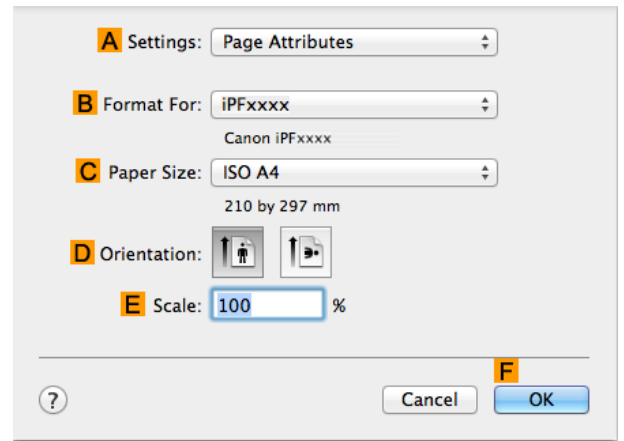 A Settings: Page Attributes
B Format For: iPFxxxx
Canon iPFxxxx
C Paper Size: ISO A4
210 by 297 mm
D Orientation:
E Scale: 100 %
F
? Cancel OK